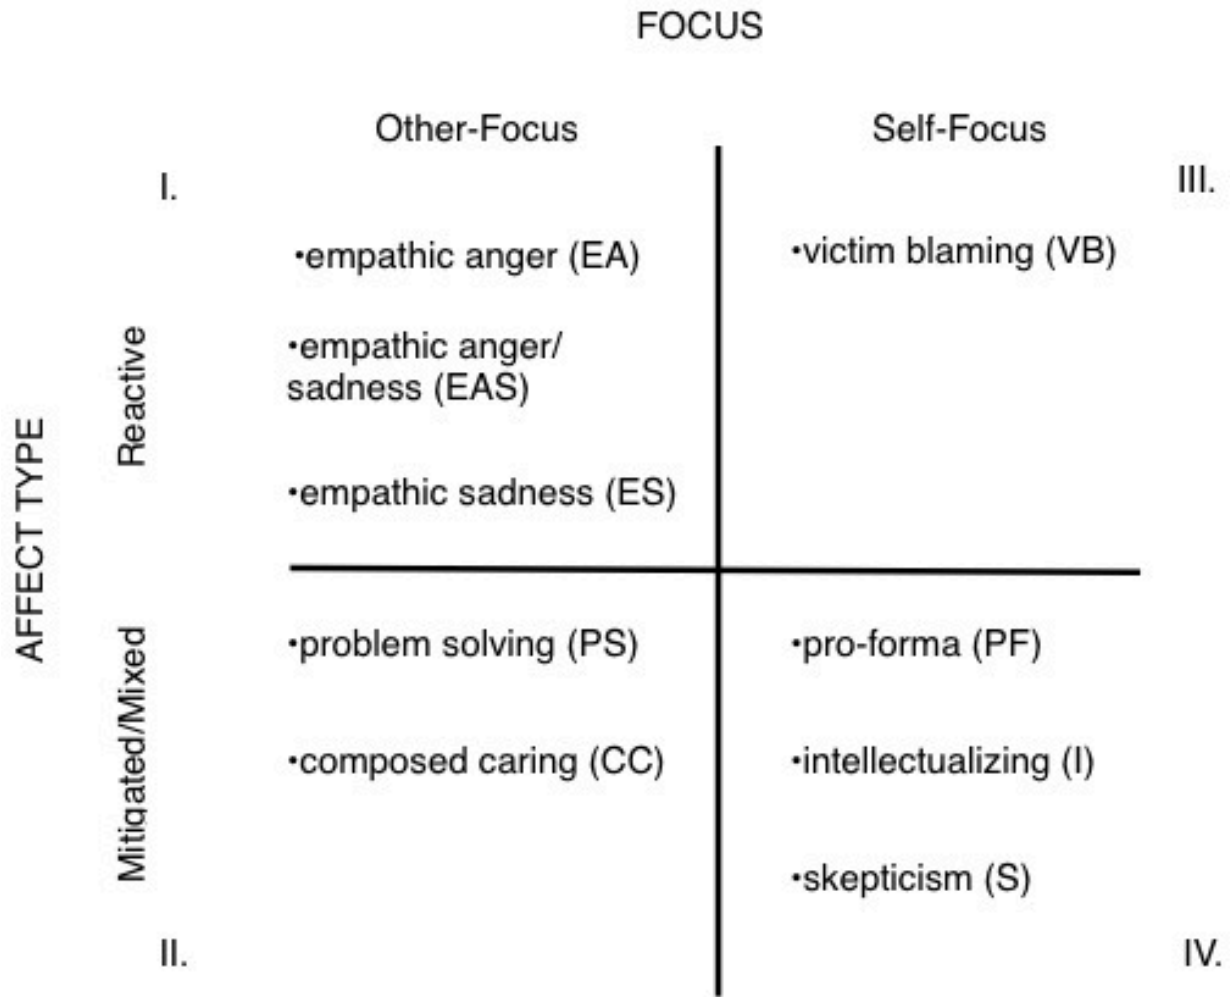 FOCUS
Other-Focus
Self-Focus
I.
III.
•empathic anger (EA)
•victim blaming (VB)
•empathic anger/
sadness (EAS)
•empathic sadness (ES)
Reactive
AFFECT TYPE
•problem solving (PS)
•pro-forma (PF)
•composed caring (CC)
•intellectualizing (I)
•skepticism (S)
Mitigated/Mixed
II.
IV.